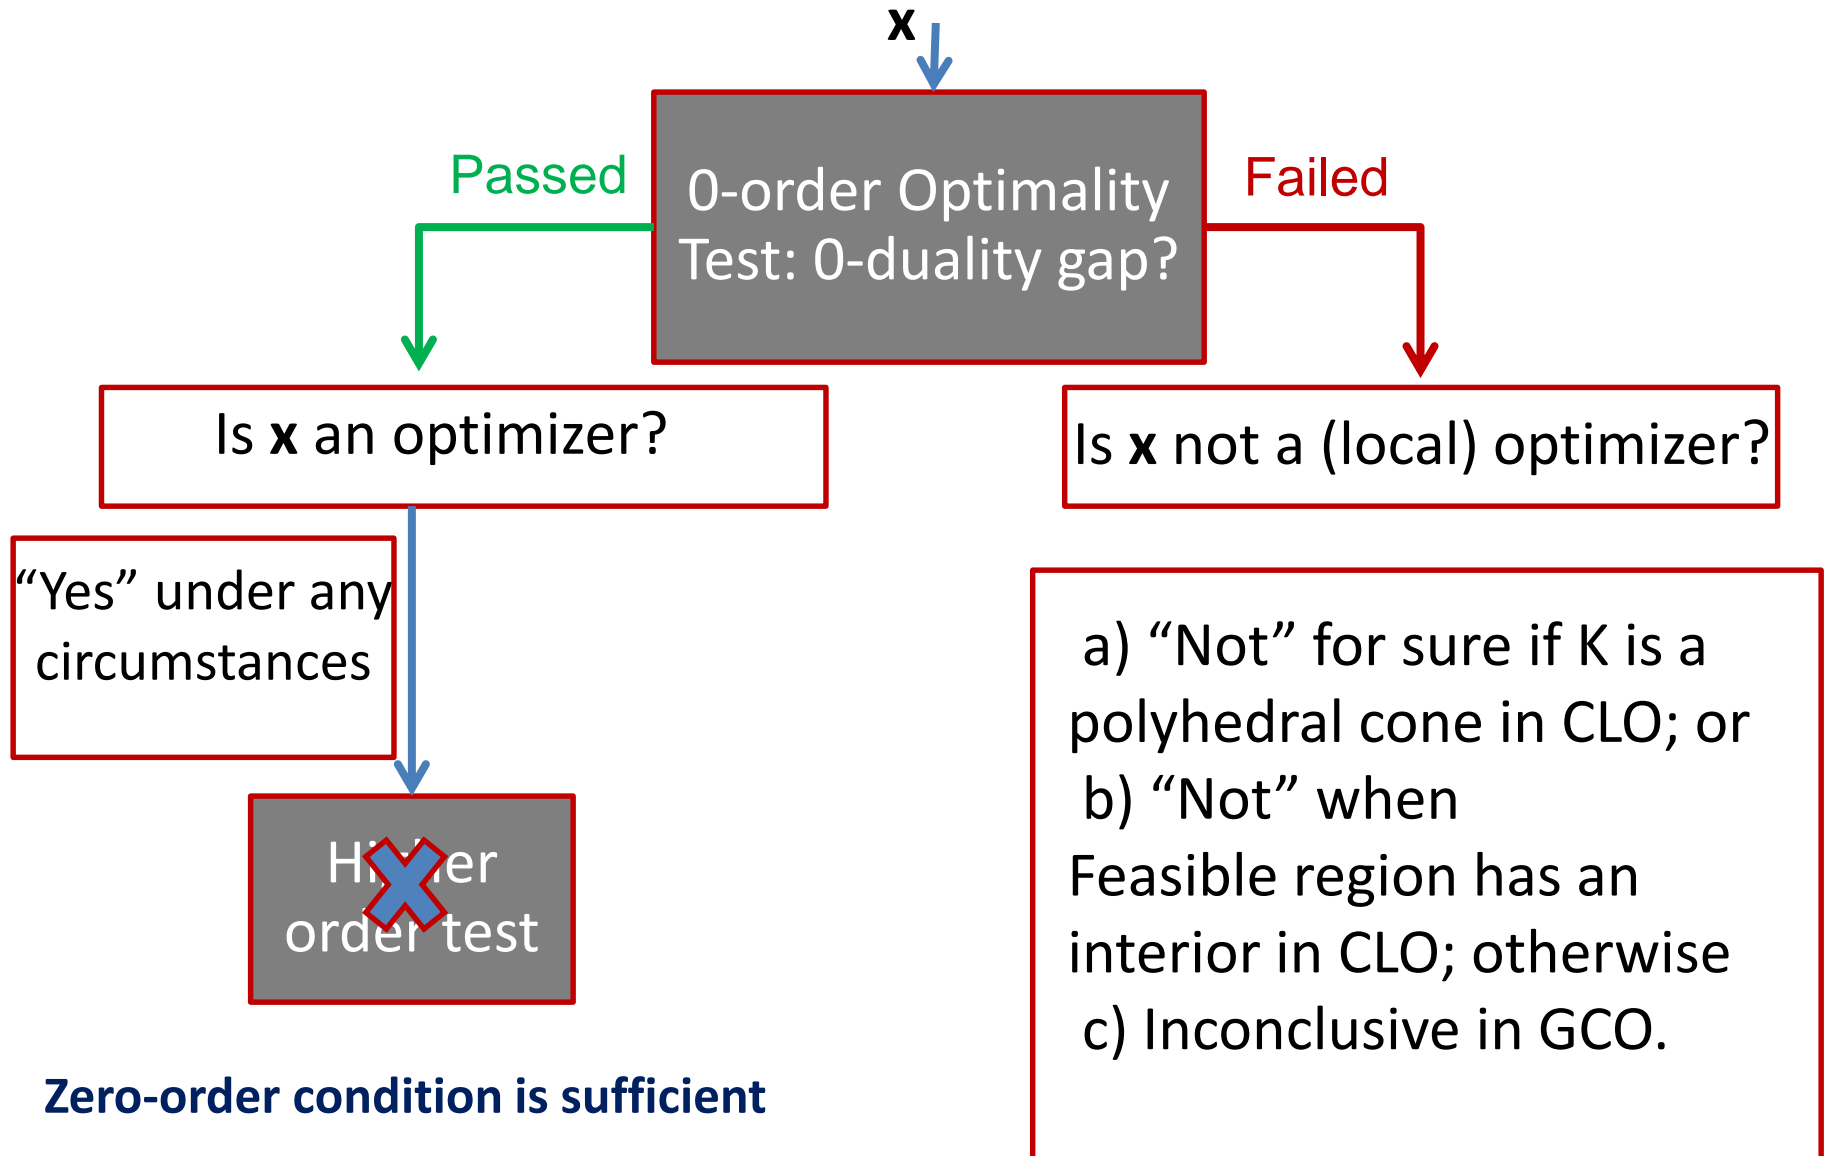 x
Passed
0-order Optimality
Test: 0-duality gap?
Failed
Is x an optimizer?
Is x not a (local) optimizer?
“Yes” under any
circumstances
a) “Not” for sure if K is a
polyhedral cone in CLO; or
b) “Not” when
Feasible region has an
interior in CLO; otherwise
c) Inconclusive in GCO.
Higher
order test
Zero-order condition is sufficient